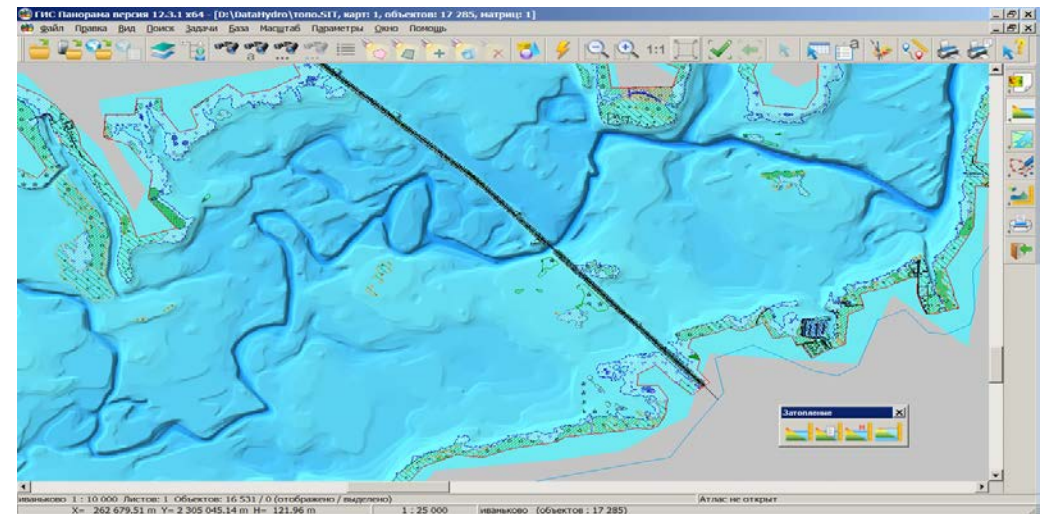 ГИС Панорама версия 12.3.1 x64 - [D:\DataHydro\топо.SIT, карт: 1, объектов: 17 285, матриц: 1]
Файл Правка Вид Поиск Задачи База Масштаб Параметры Окно Помощь
1:1
Затопление
иваньково 1 : 10 000 Листов: 1 Объектов: 16 531 / 0 (отображено / выделено) Атлас не открыт
X= 262 679.51 m Y= 2 305 045.14 m H= 121.96 m 1 : 25 000 иваньково (объектов : 17 285)